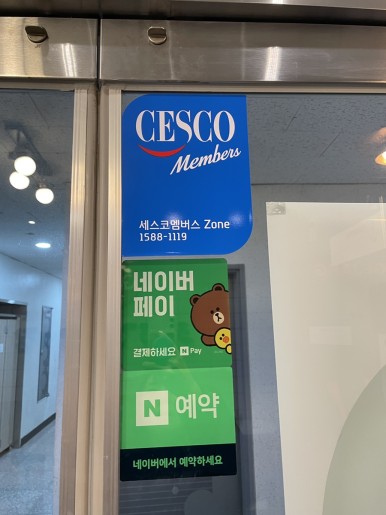 CESCO
Members
세스코멤버스 Zone
1588-1119
네이버
페이
결제하세요 N Pay
N 예약
네이버에서 예약하세요